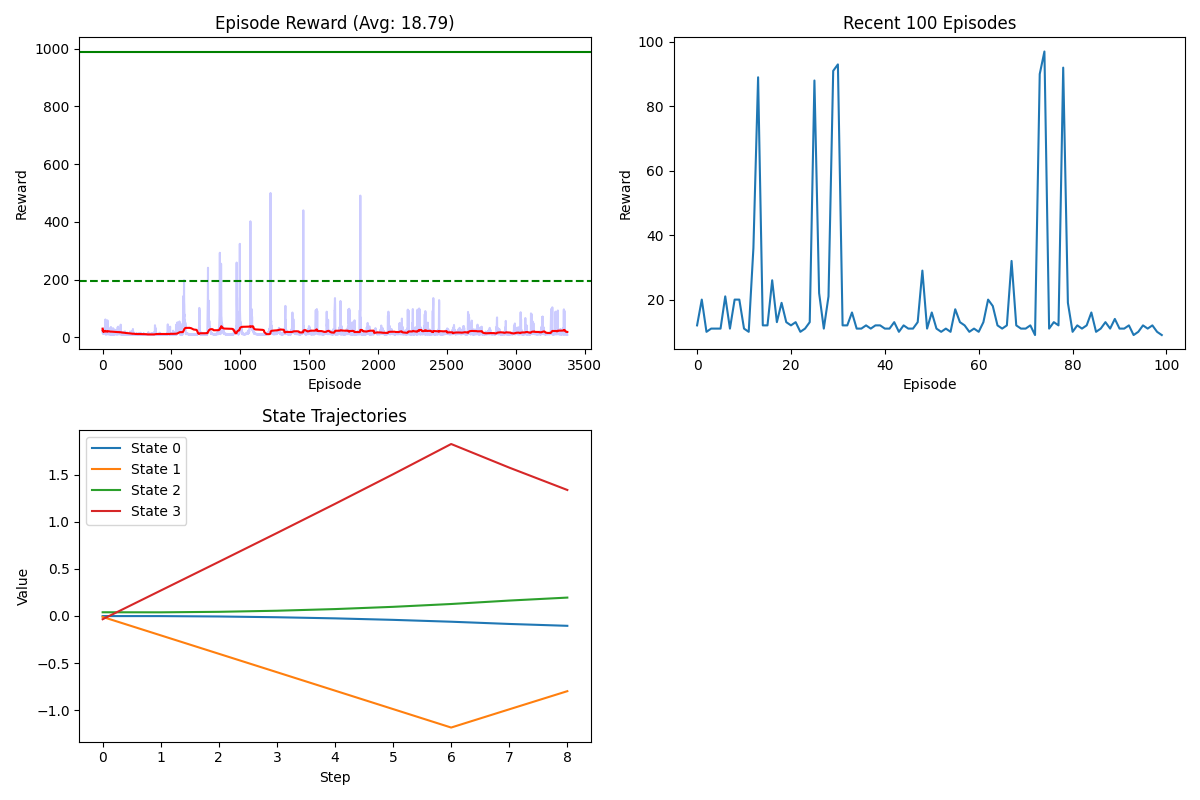 Episode Reward (Avg: 18.79)
Reward
1000
800
600
400
200
0
0 500 1000 1500 2000 2500 3000 3500
Episode
Recent 100 Episodes
Reward
100
80
60
40
20
0 20 40 60 80 100
Episode
State Trajectories
Value
1.5
1.0
0.5
0.0
−0.5
−1.0
State 0
State 1
State 2
State 3
0 1 2 3 4 5 6 7 8
Step